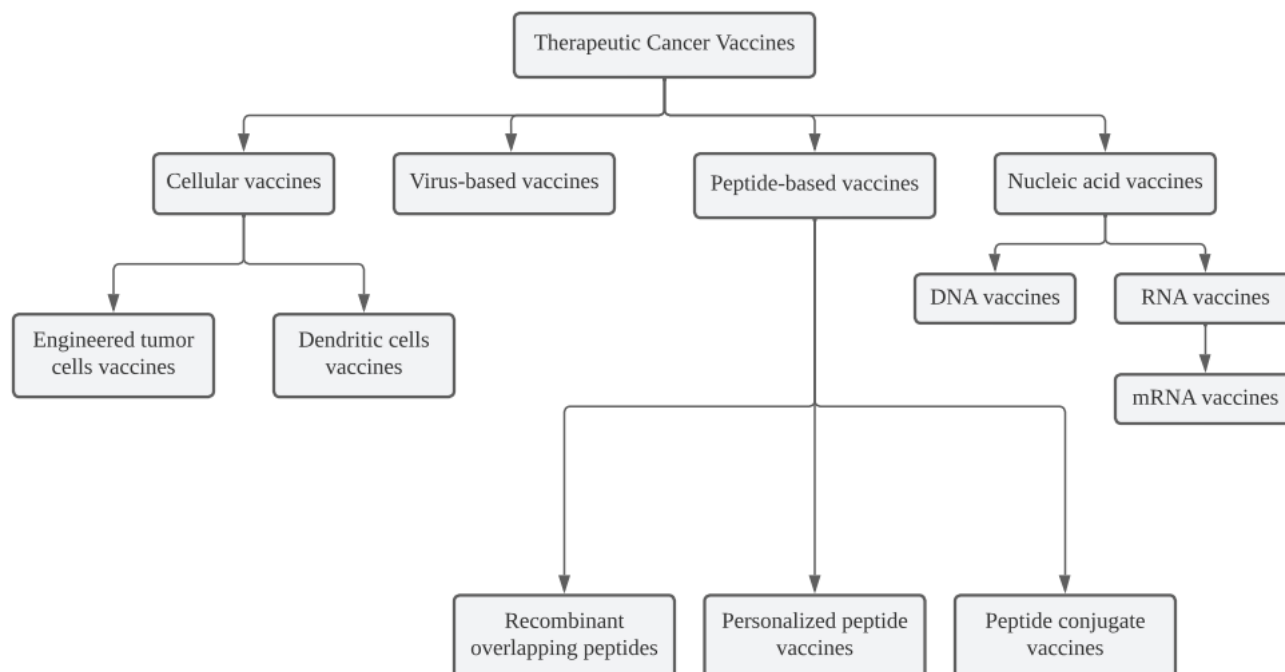 Therapeutic Cancer Vaccines
Cellular vaccines
Virus-based vaccines
Peptide-based vaccines
Nucleic acid vaccines
DNA vaccines
RNA vaccines
Engineered tumor
cells vaccines
Dendritic cells
vaccines
mRNA vaccines
Recombinant
overlapping peptides
Personalized peptide
vaccines
Peptide conjugate
vaccines